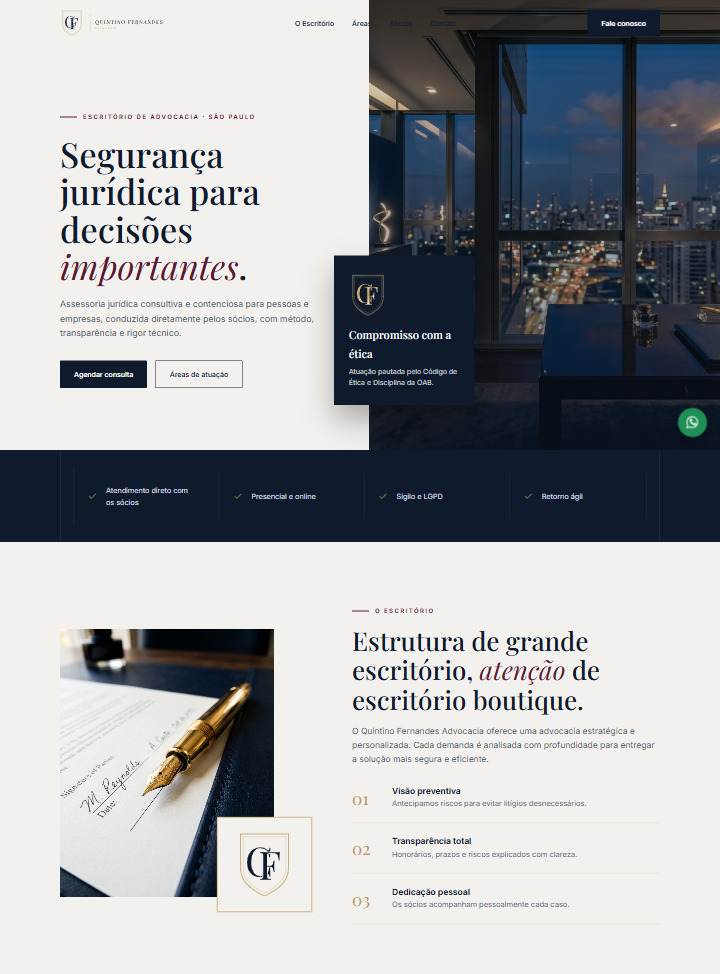 QUINTINO FERNANDES
O Escritório
Áreas
Sócios
Contato
Fale conosco
ESCRITÓRIO DE ADVOCACIA · SÃO PAULO
Segurança
jurídica para
decisões
importantes.
Assessoria jurídica consultiva e contenciosa para pessoas e
empresas, conduzida diretamente pelos sócios, com método,
transparência e rigor técnico.
Agendar consulta
Áreas de atuação
Compromisso com a
ética
Atuação pautada pelo Código de
Ética e Disciplina da OAB.
Atendimento direto com
os sócios
Presencial e online
Sigilo e LGPD
Retorno ágil
O ESCRITÓRIO
Estrutura de grande
escritório, atenção de
escritório boutique.
O Quintino Fernandes Advocacia oferece uma advocacia estratégica e
personalizada. Cada demanda é analisada com profundidade para entregar
a solução mais segura e eficiente.
01
Visão preventiva
Antecipamos riscos para evitar litígios desnecessários.
02
Transparência total
Honorários, prazos e riscos explicados com clareza.
03
Dedicação pessoal
Os sócios acompanham pessoalmente cada caso.
M. Reynolds
Date: